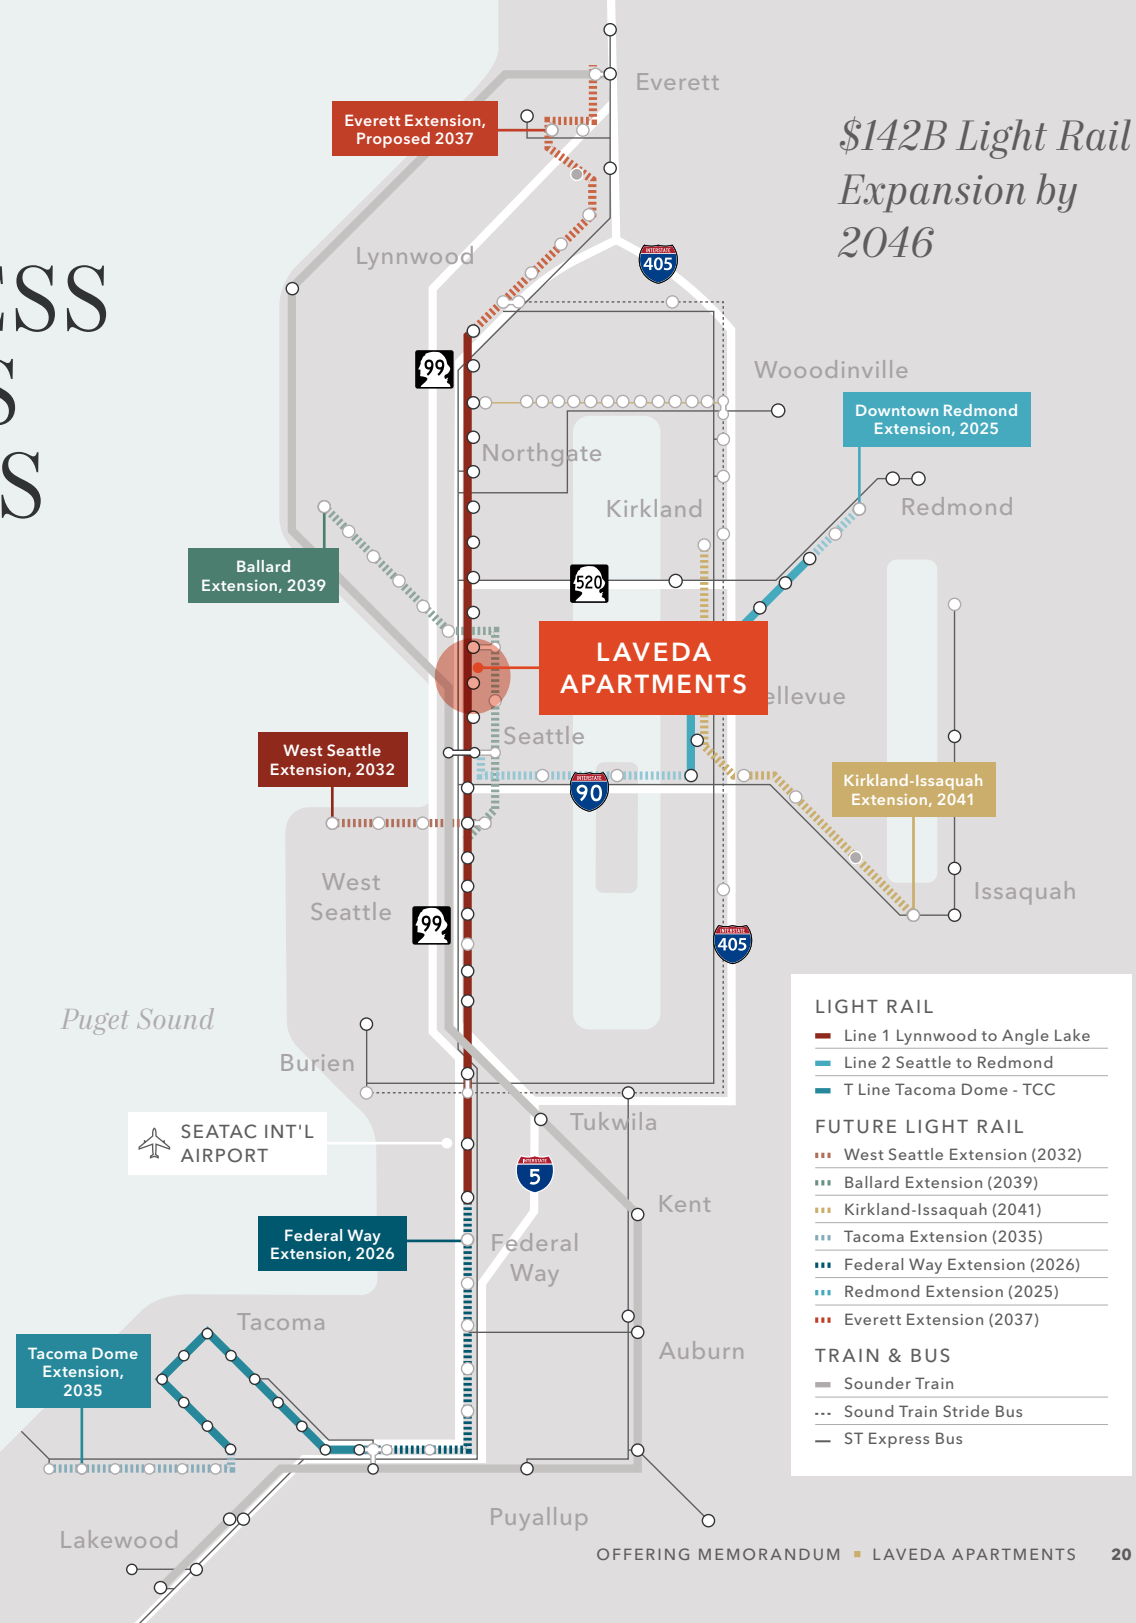 ESS
S
S
$142B Light Rail
Expansion by
2046
Everett
Everett Extension,
Proposed 2037
Lynnwood
INTERSTATE
405
99
Wooodinville
Downtown Redmond
Extension, 2025
Northgate
Kirkland
Redmond
Ballard
Extension, 2039
520
LAVEDA
APARTMENTS
ellevue
Seattle
West Seattle
Extension, 2032
INTERSTATE
90
Kirkland-Issaquah
Extension, 2041
West
Seattle
Issaquah
99
INTERSTATE
405
Puget Sound
Burien
Tukwila
SEATAC INT'L
AIRPORT
INTERSTATE
5
Kent
Federal Way
Extension, 2026
Federal
Way
Tacoma
Auburn
Tacoma Dome
Extension,
2035
Puyallup
Lakewood
LIGHT RAIL
Line 1 Lynnwood to Angle Lake
Line 2 Seattle to Redmond
T Line Tacoma Dome - TCC
FUTURE LIGHT RAIL
West Seattle Extension (2032)
Ballard Extension (2039)
Kirkland-Issaquah (2041)
Tacoma Extension (2035)
Federal Way Extension (2026)
Redmond Extension (2025)
Everett Extension (2037)
TRAIN & BUS
Sounder Train
Sound Train Stride Bus
ST Express Bus
OFFERING MEMORANDUM ▪ LAVEDA APARTMENTS 20